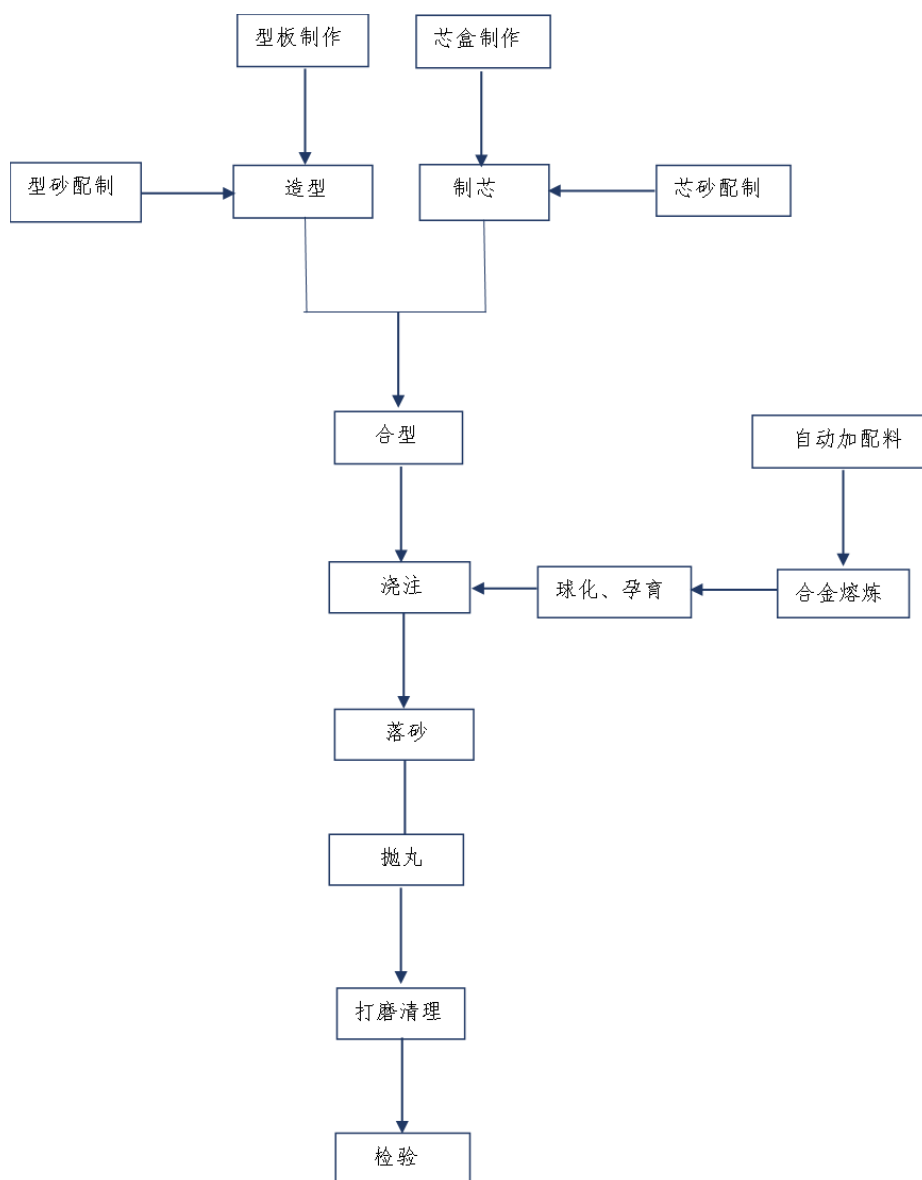 型板制作
芯盒制作
型砂配制
造型
制芯
芯砂配制
合型
自动加配料
浇注
球化、孕育
合金熔炼
落砂
抛丸
打磨清理
检验